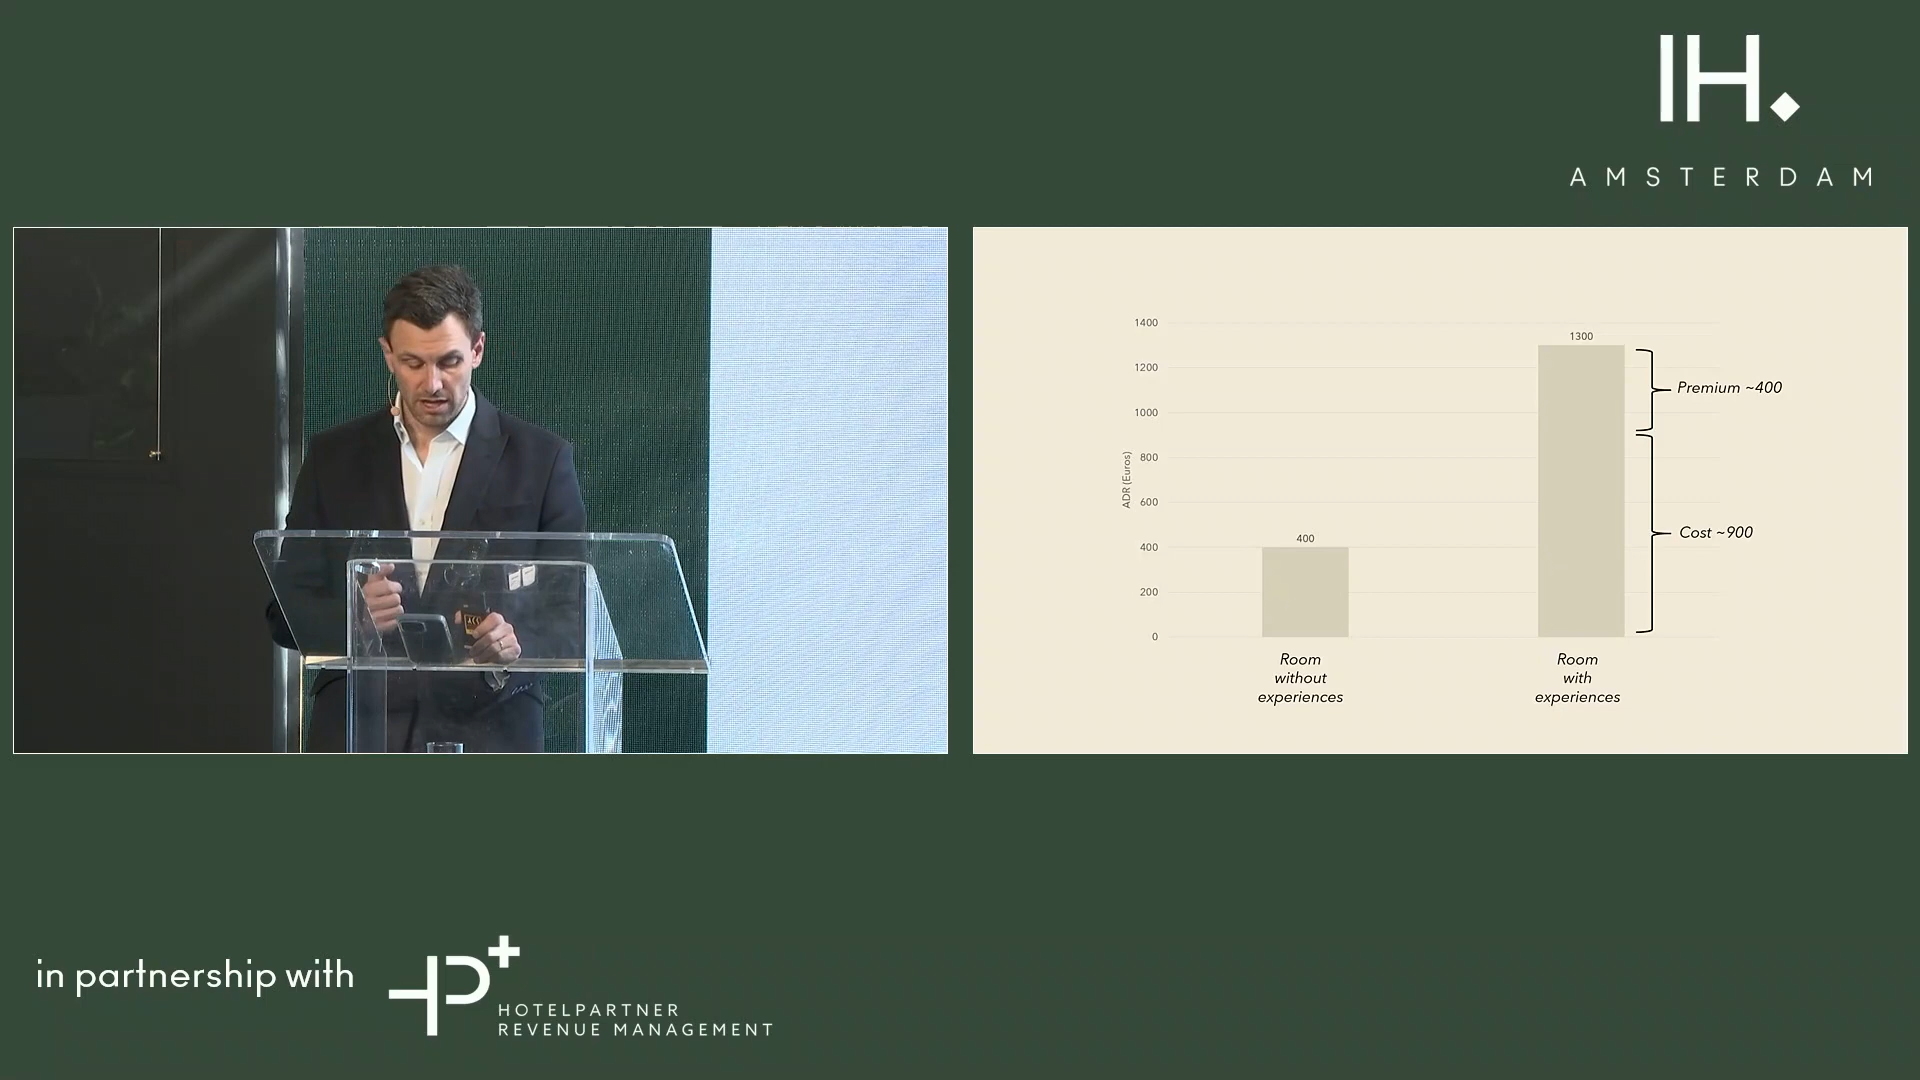 IH.
AMSTERDAM
1400
1200
1000
800
600
400
200
0
ADR (Euros)
400
1300
Premium ~400
Cost ~900
Room
without
experiences
Room
with
experiences
in partnership with
HP+
HOTELPARTNER
REVENUE MANAGEMENT